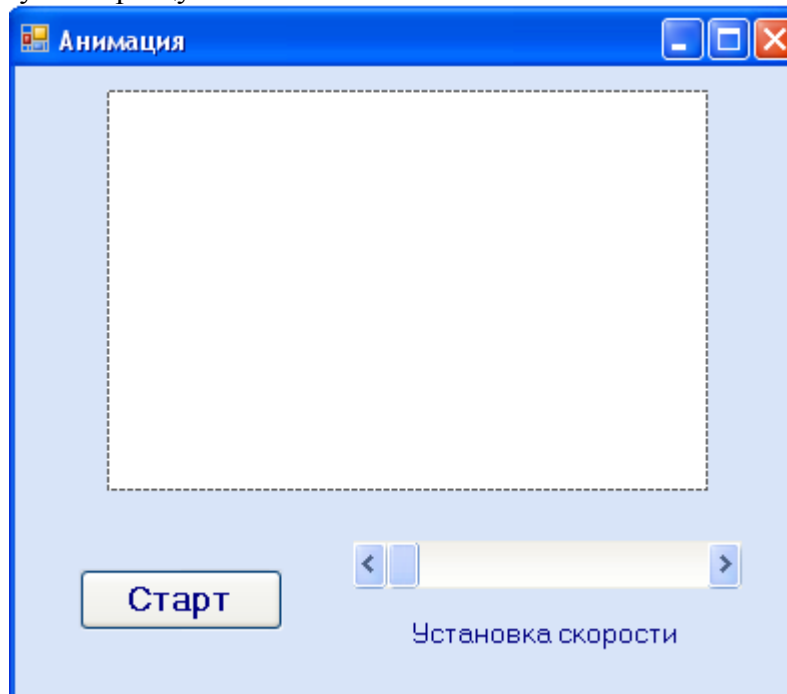 Анимация
Старт
Установка скорости